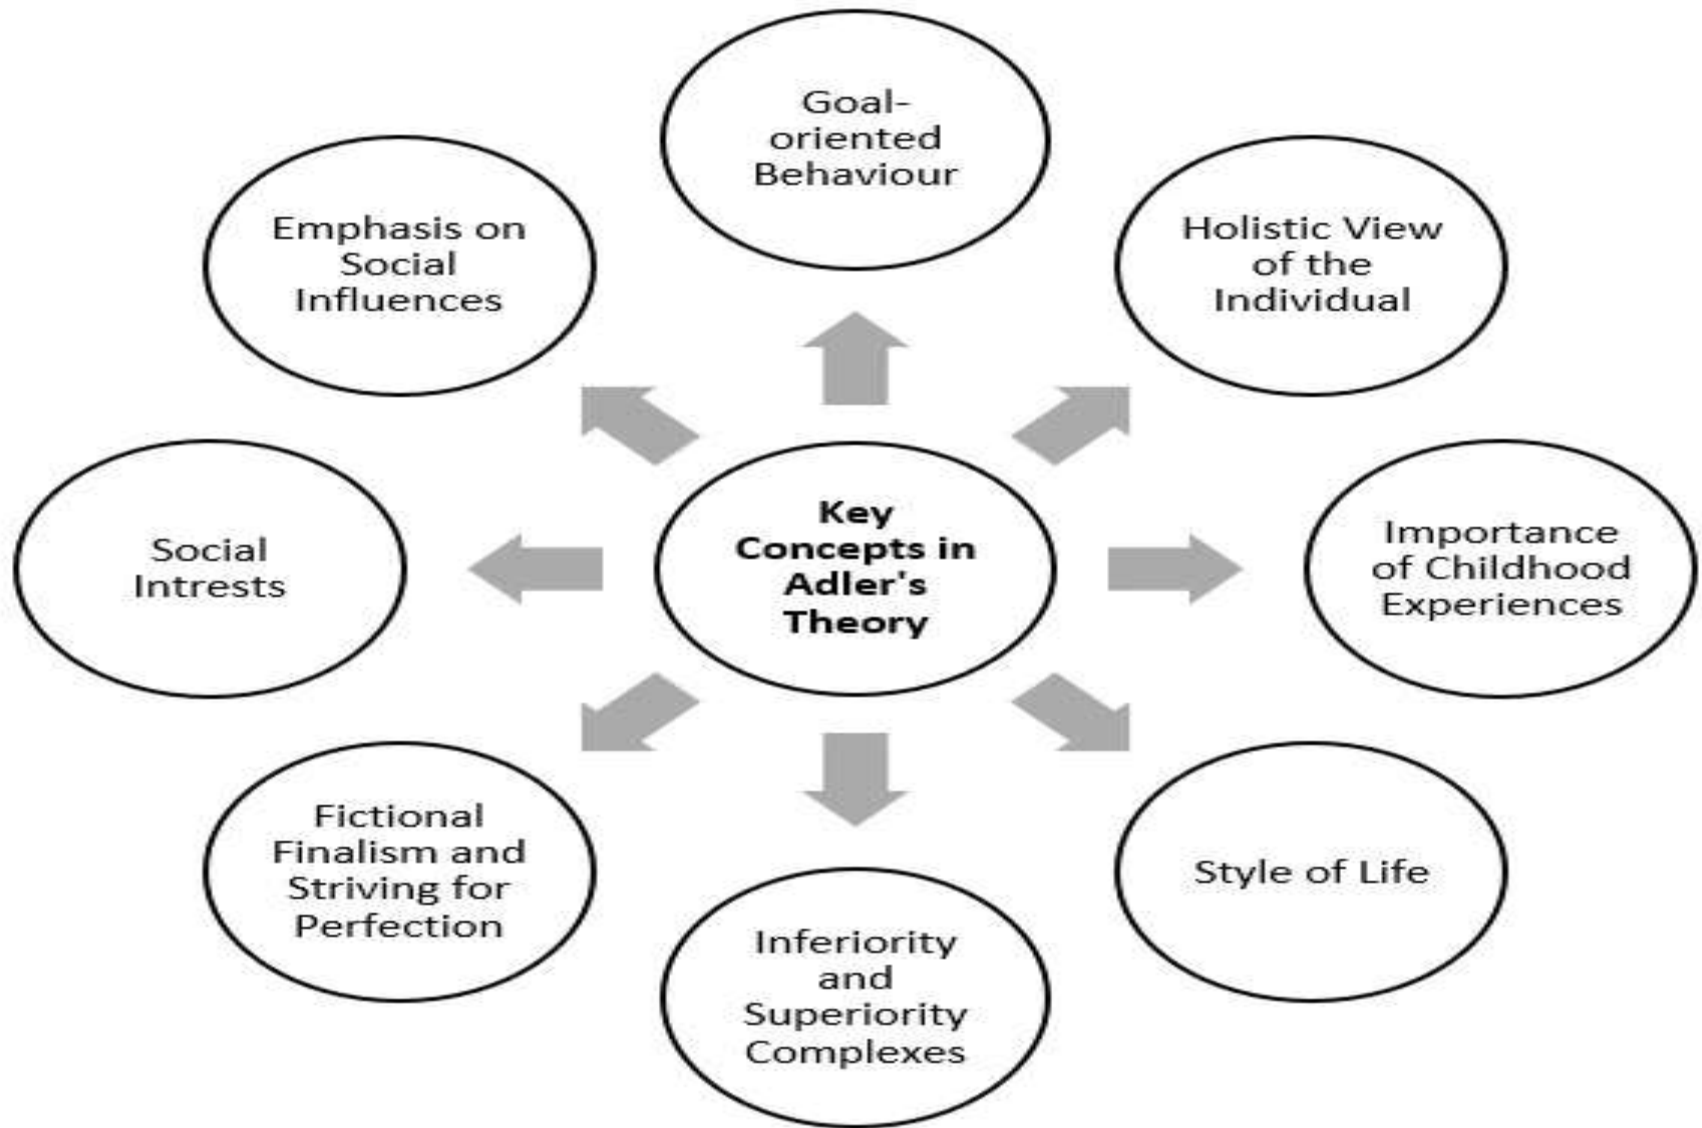 Goal-
oriented
Behaviour
Emphasis on
Social
Influences
Holistic View
of the
Individual
Social
Intrests
Key
Concepts in
Adler's
Theory
Importance
of Childhood
Experiences
Fictional
Finalism and
Striving for
Perfection
Style of Life
Inferiority
and
Superiority
Complexes